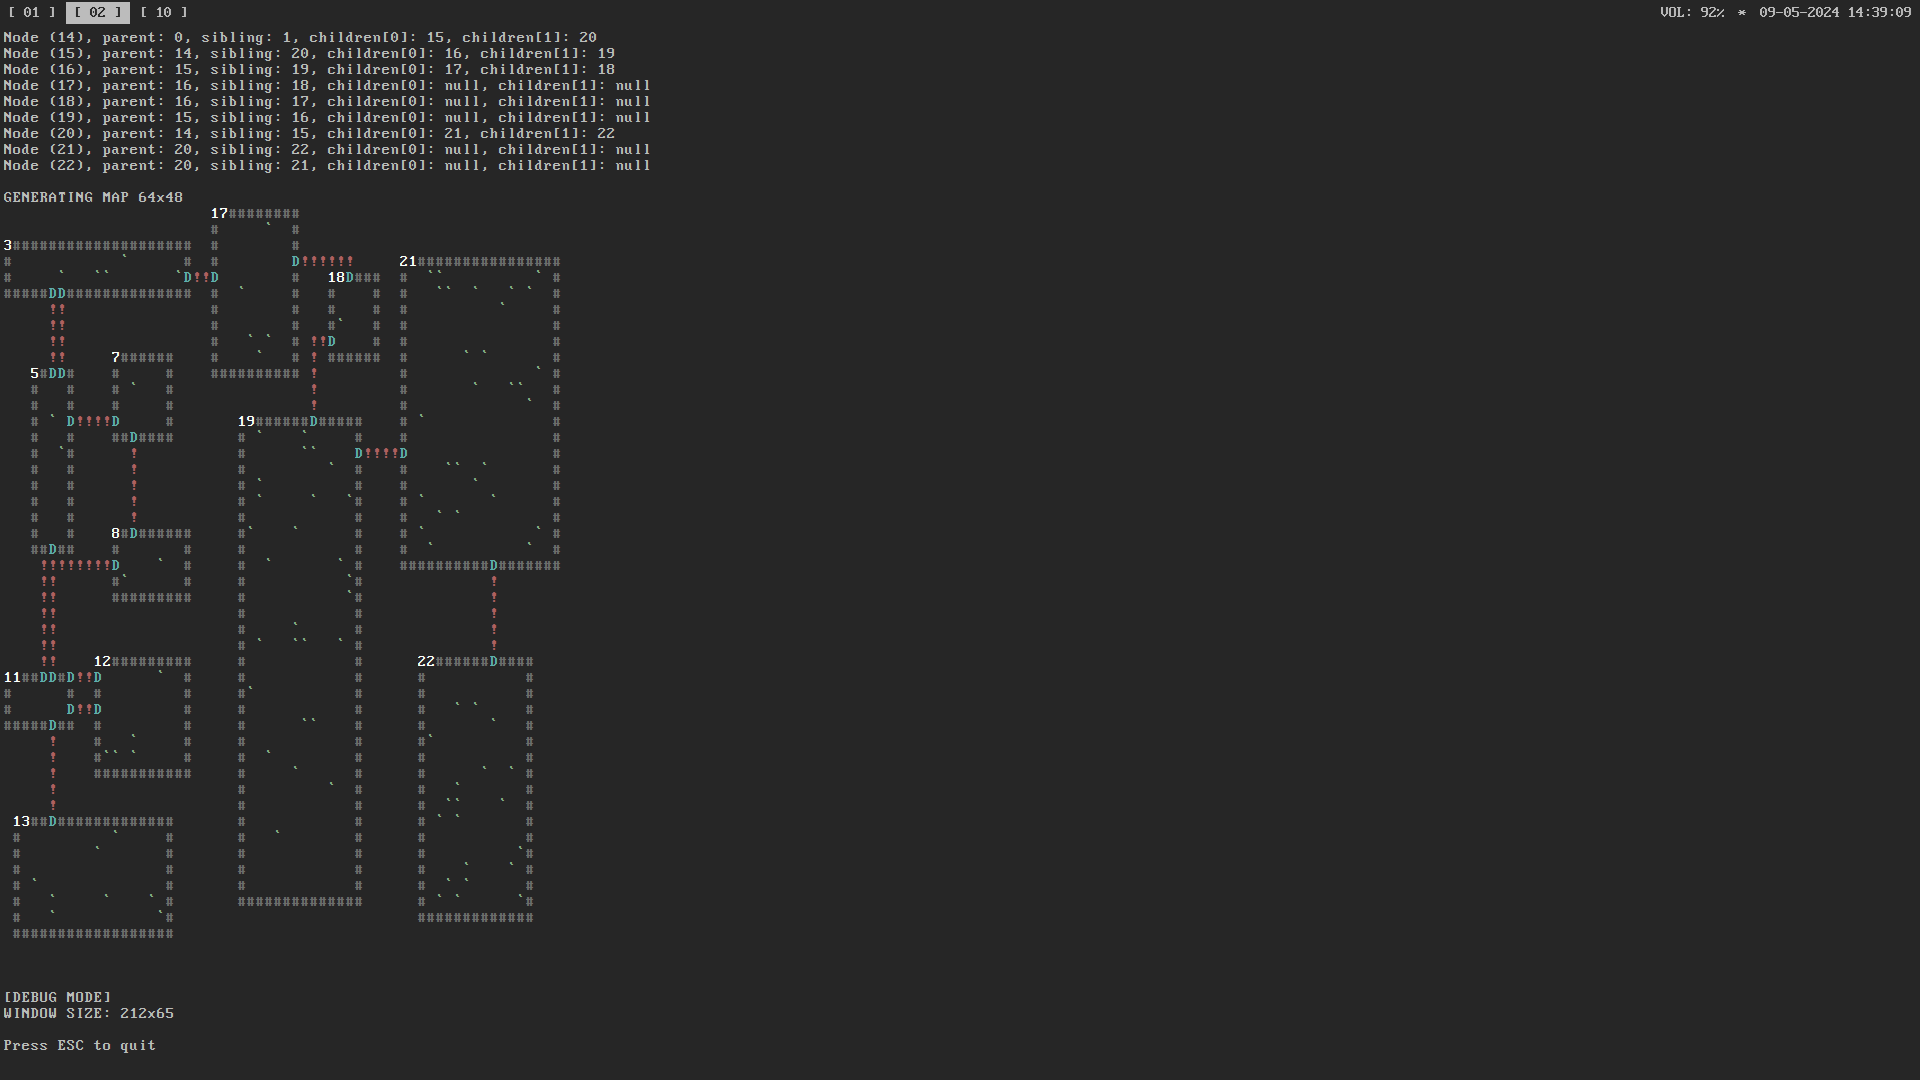 [ 01 ] [ 02 ] [ 10 ] VOL: 92% * 09-05-2024 14:39:09
Node (14), parent: 0, sibling: 1, children[0]: 15, children[1]: 20
Node (15), parent: 14, sibling: 20, children[0]: 16, children[1]: 19
Node (16), parent: 15, sibling: 19, children[0]: 17, children[1]: 18
Node (17), parent: 16, sibling: 18, children[0]: null, children[1]: null
Node (18), parent: 16, sibling: 17, children[0]: null, children[1]: null
Node (19), parent: 15, sibling: 16, children[0]: null, children[1]: null
Node (20), parent: 14, sibling: 15, children[0]: 21, children[1]: 22
Node (21), parent: 20, sibling: 22, children[0]: null, children[1]: null
Node (22), parent: 20, sibling: 21, children[0]: null, children[1]: null
GENERATING MAP 64x48
17########
3####################
D!!!!!! 21################
D!!D 18D###
#####DD##############
!!
!!
!! !!D
!! 7###### ! ######
5#DD# ########## !
!
!
D!!!!D 19######D#####
##D####
! D!!!!D
!
!
!
!
8#D######
##D##
!!!!!!!!D ##########D#######
!! !
!! ######### !
!! !
!! !
!! !
!! 12######### 22######D####
11##DD#D!!D
D!!D
#####D##
!
!
! ###########
!
!
13##D#############
##############
#############
##################
[DEBUG MODE]
WINDOW SIZE: 212x65
Press ESC to quit